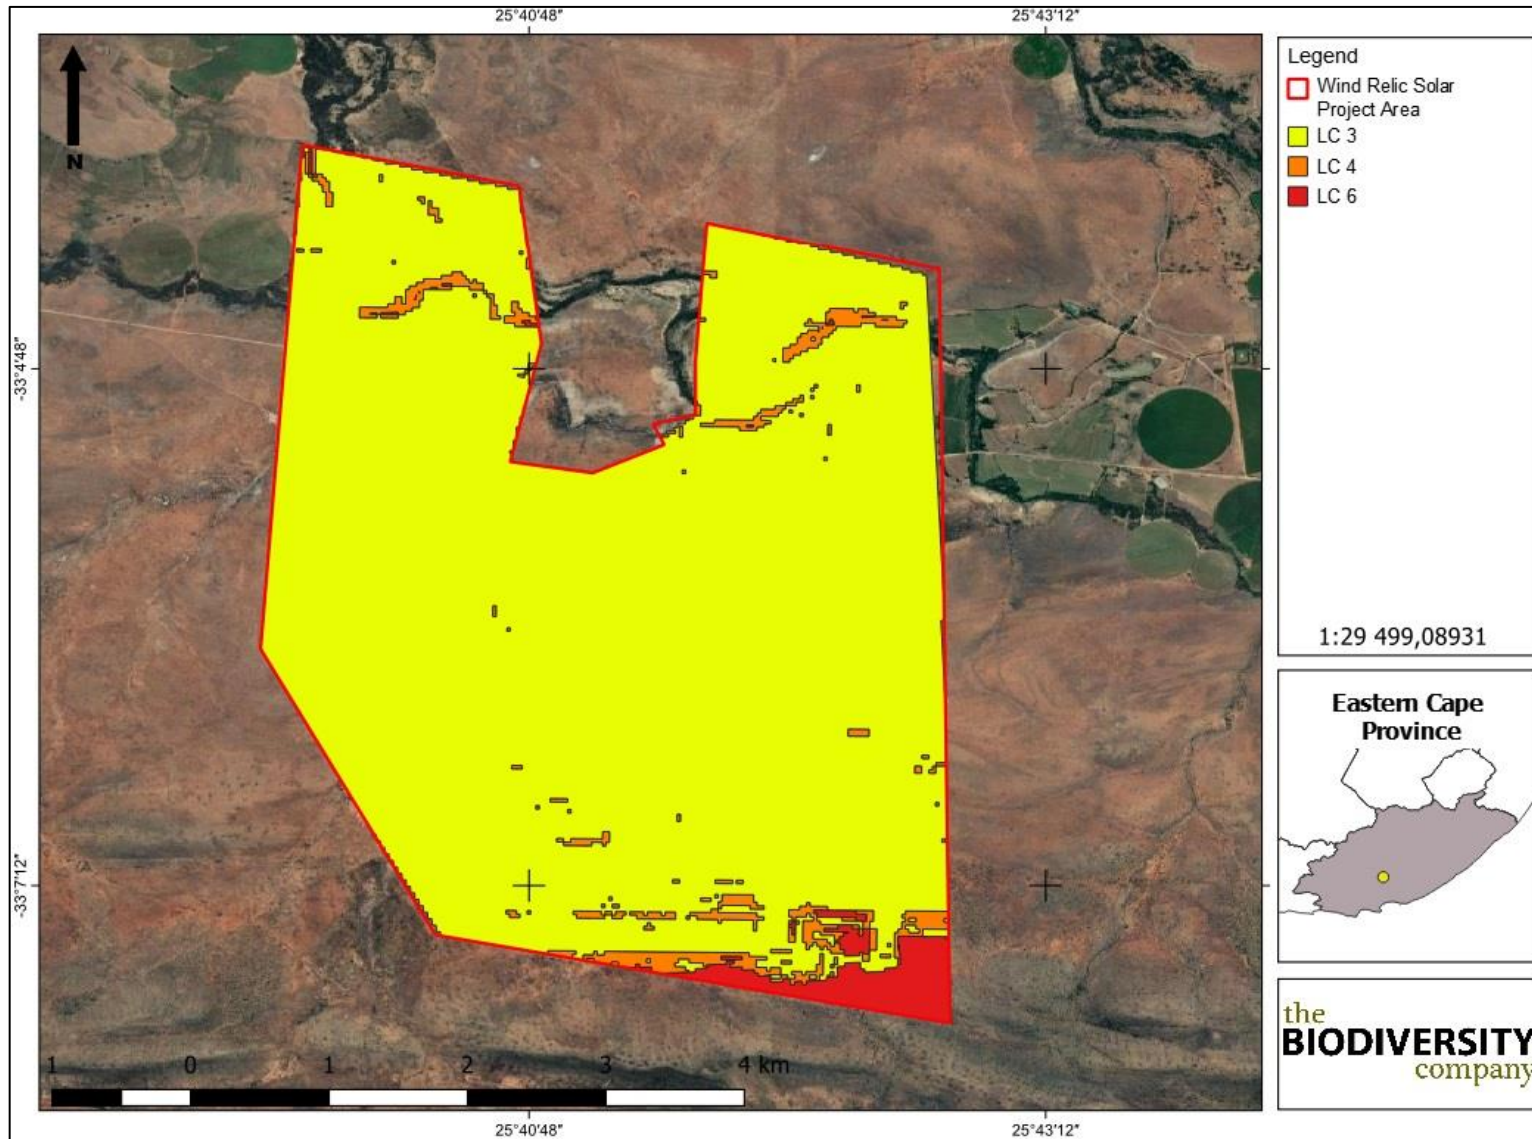 25°40'48" 25°43'12"
N
-33°4'48"
-33°7'12"
1 0 1 2 3 4 km
25°40'48" 25°43'12"
Legend
Wind Relic Solar
Project Area
LC 3
LC 4
LC 6
1:29 499,08931
Eastern Cape
Province
the
BIODIVERSITY
company